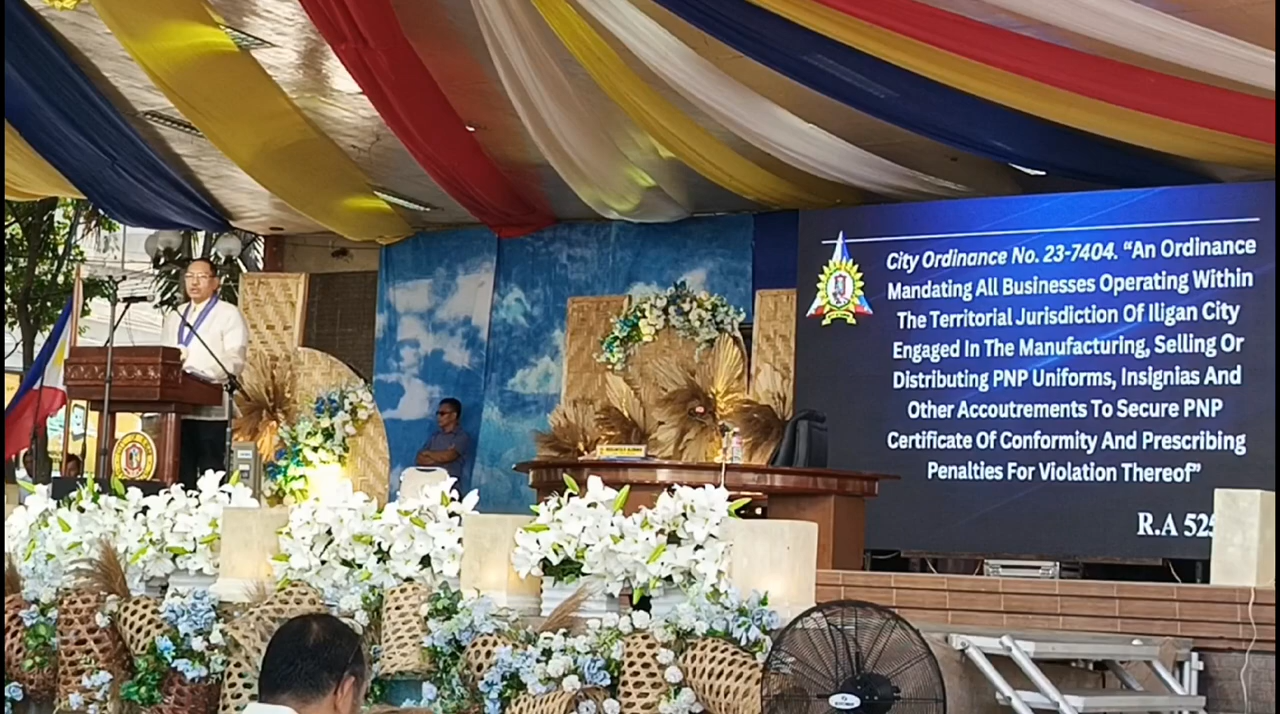 City Ordinance No. 23-7404. “An Ordinance
Mandating All Businesses Operating Within
The Territorial Jurisdiction Of Iligan City
Engaged In The Manufacturing, Selling Or
Distributing PNP Uniforms, Insignias And
Other Accoutrements To Secure PNP
Certificate Of Conformity And Prescribing
Penalties For Violation Thereof”
R.A 525